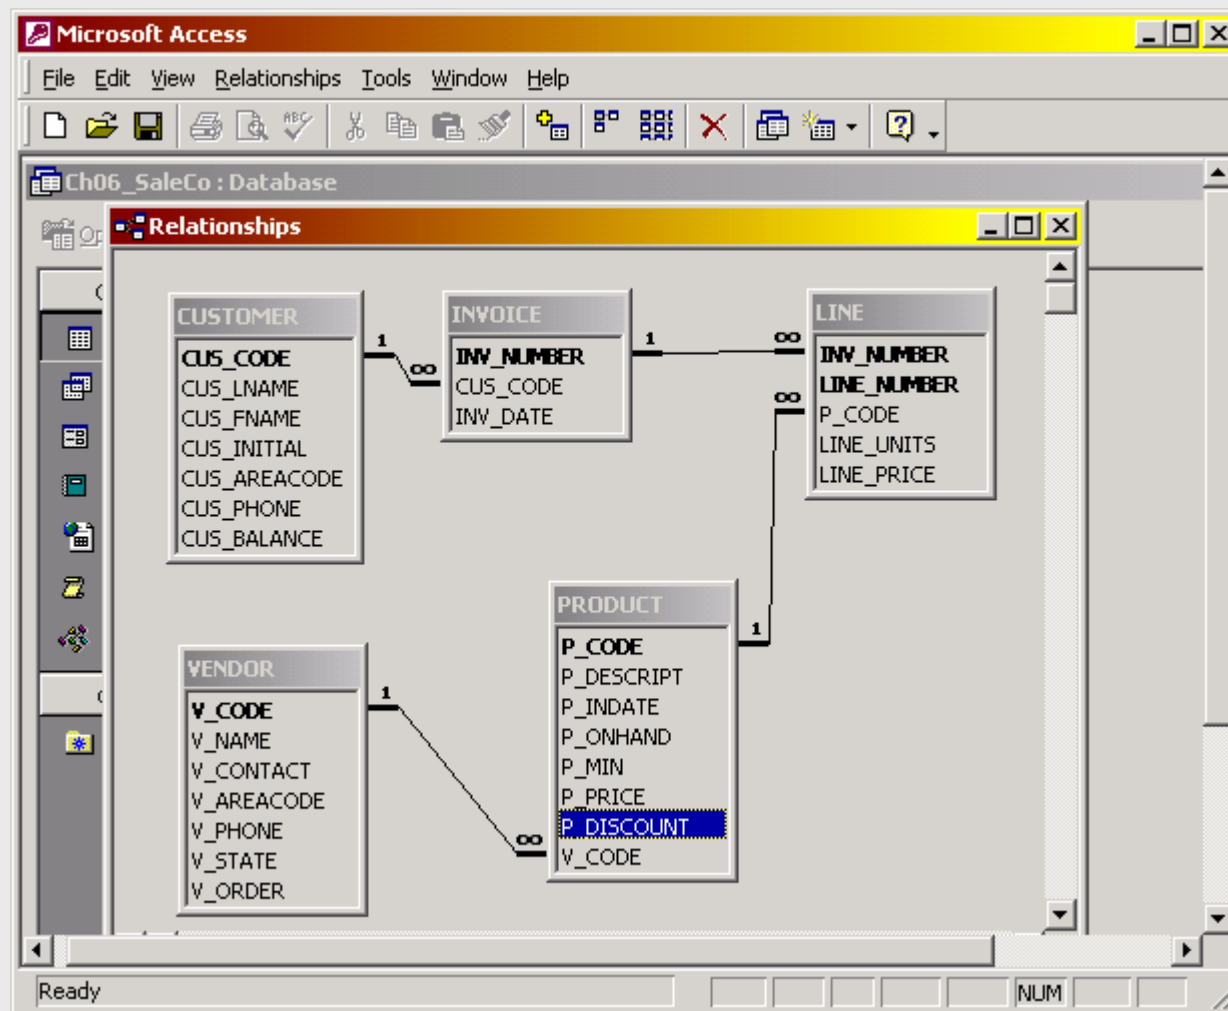 Microsoft Access
File Edit View Relationships Tools Window Help
ABC
Ch06_SaleCo : Database
Relationships
CUSTOMER
CUS_CODE
CUS_LNAME
CUS_FNAME
CUS_INITIAL
CUS_AREACODE
CUS_PHONE
CUS_BALANCE
1
∞
INVOICE
INV_NUMBER
CUS_CODE
INV_DATE
1
∞
LINE
INV_NUMBER
LINE_NUMBER
P_CODE
LINE_UNITS
LINE_PRICE
∞
1
PRODUCT
P_CODE
P_DESCRIPT
P_INDATE
P_ONHAND
P_MIN
P_PRICE
P_DISCOUNT
V_CODE
VENDOR
V_CODE
V_NAME
V_CONTACT
V_AREACODE
V_PHONE
V_STATE
V_ORDER
1
∞
Ready
NUM